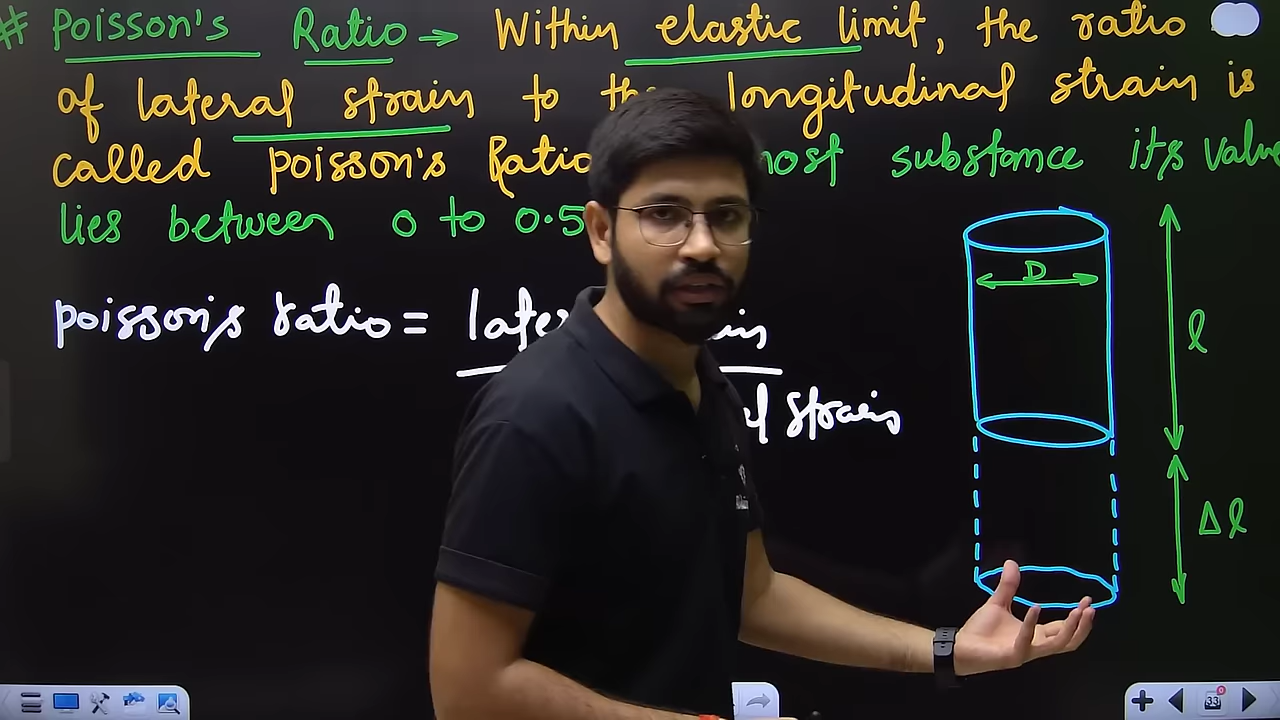 # Poisson's Ratio → Within elastic limit, the ratio
of lateral strain to the longitudinal strain is
called poisson's Ratio most substance its value
lies between 0 to 0.5
poisson's ratio =
strain
D
l
Δl
33